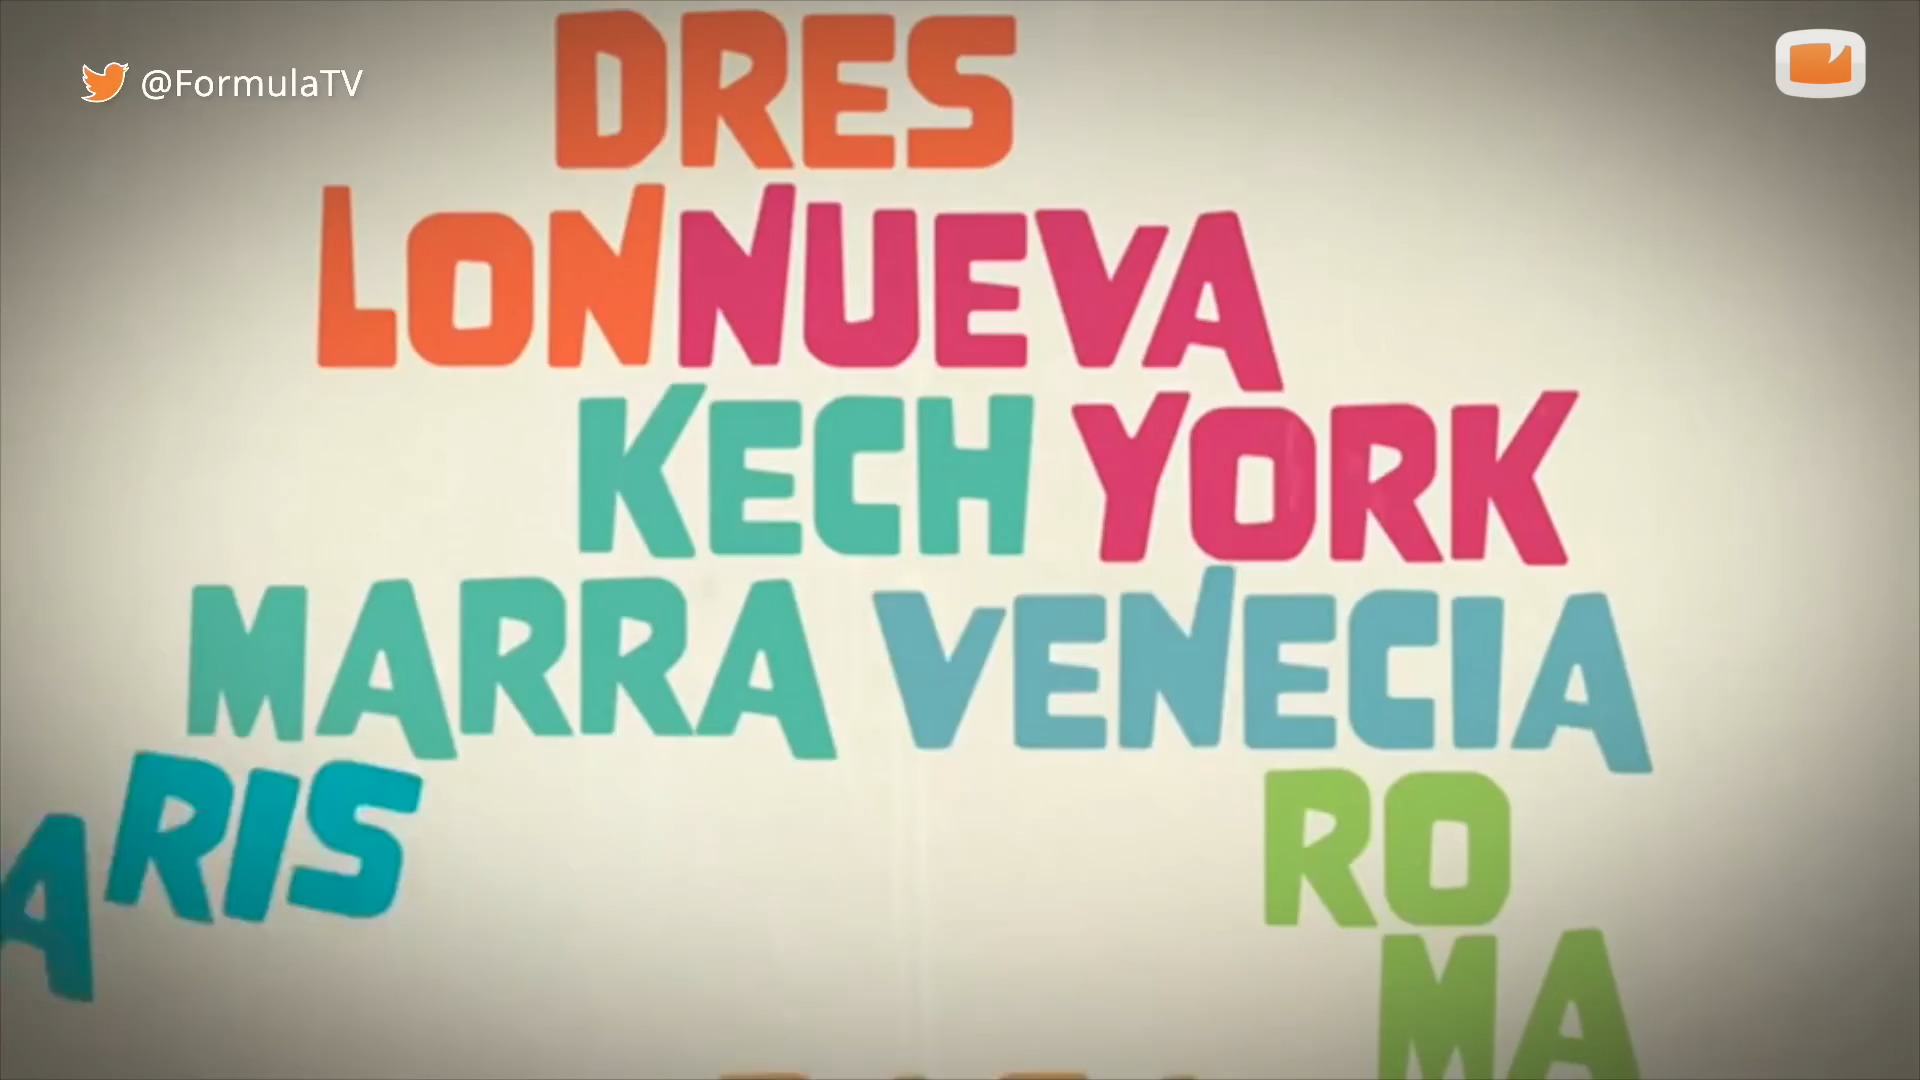 @FormulaTV
DRES
LONNUEVA
KECH YORK
MARRA VENECIA
ARIS
RO
MA